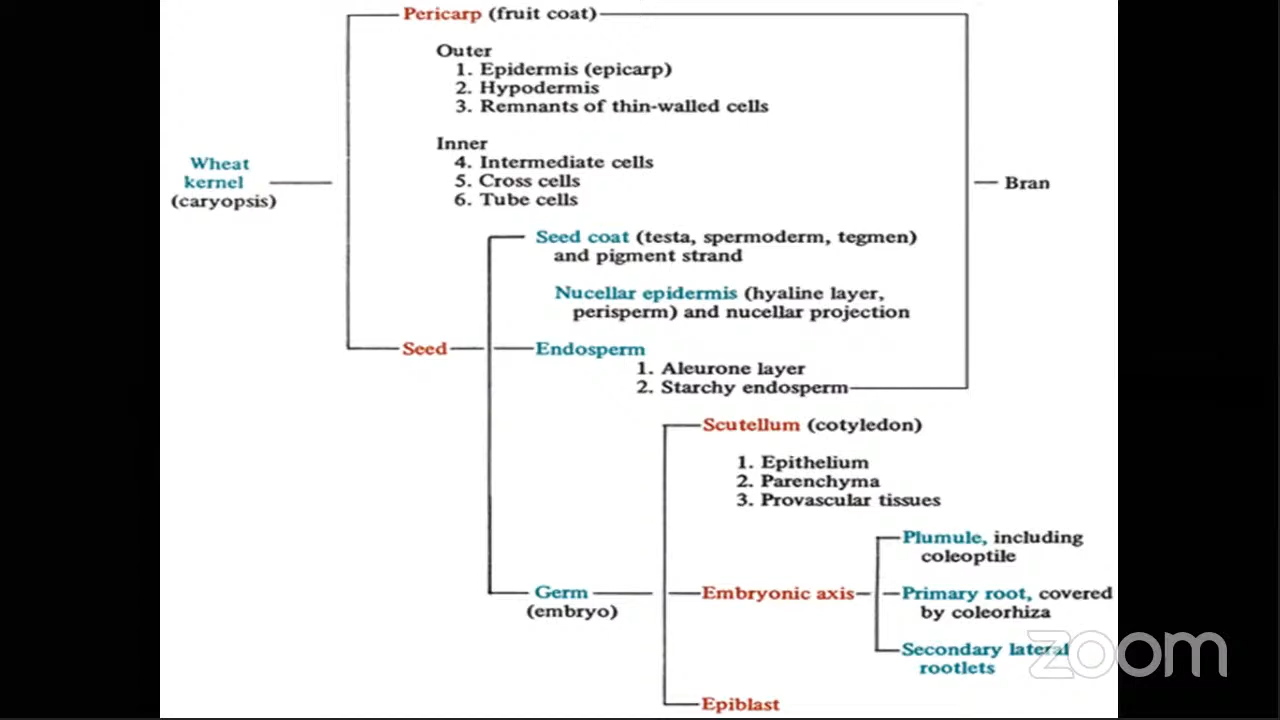 Pericarp (fruit coat)
Outer
1. Epidermis (epicarp)
2. Hypodermis
3. Remnants of thin-walled cells
Inner
4. Intermediate cells
5. Cross cells
6. Tube cells
Wheat
kernel
(caryopsis)
Bran
Seed coat (testa, spermoderm, tegmen)
and pigment strand
Nucellar epidermis (hyaline layer,
perisperm) and nucellar projection
Seed
Endosperm
1. Aleurone layer
2. Starchy endosperm
Scutellum (cotyledon)
1. Epithelium
2. Parenchyma
3. Provascular tissues
Germ
(embryo)
Embryonic axis
Plumule, including
coleoptile
Primary root, covered
by coleorhiza
Secondary lateral
rootlets
Epiblast
zoom